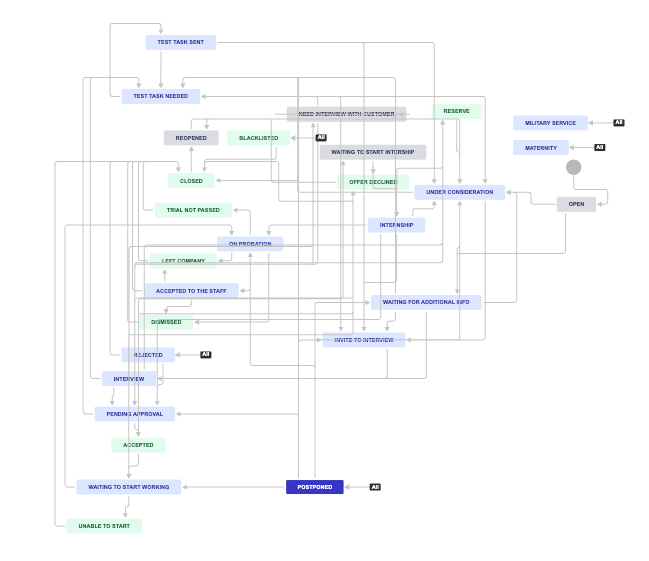 TEST TASK SENT
TEST TASK NEEDED
NEED INTERVIEW WITH CUSTOMER
RESERVE
MILITARY SERVICE
All
REOPENED
BLACKLISTED
All
MATERNITY
All
WAITING TO START INTERSHIP
CLOSED
OFFER DECLINED
UNDER CONSIDERATION
OPEN
TRIAL NOT PASSED
INTERNSHIP
ON PROBATION
LEFT COMPANY
ACCEPTED TO THE STAFF
WAITING FOR ADDITIONAL INFO
DISMISSED
INVITE TO INTERVIEW
REJECTED
All
INTERVIEW
PENDING APPROVAL
ACCEPTED
WAITING TO START WORKING
POSTPONED
All
UNABLE TO START